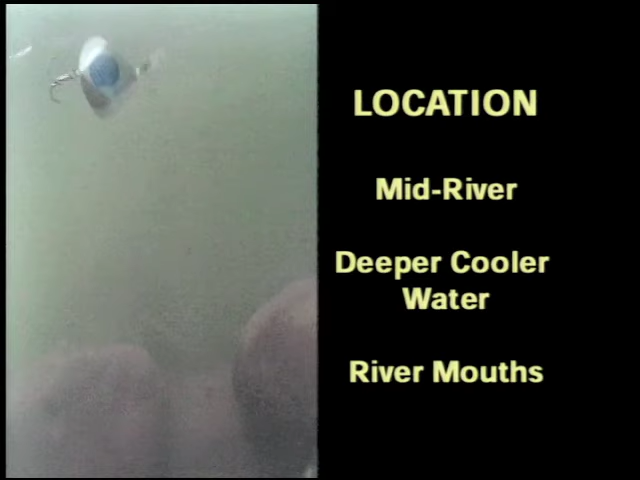 LOCATION
Mid-River
Deeper Cooler
Water
River Mouths